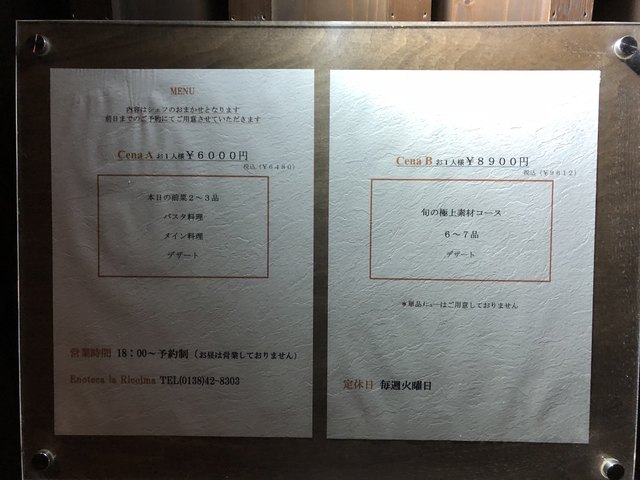 MENU
内容はシェフのおまかせとなります
前日までのご予約にてご用意させていただきます
Cena A お1人様￥6000円
税込（￥6480）
本日の前菜２～３品
パスタ料理
メイン料理
デザート
営業時間 18：00～予約制（お昼は営業しておりません）
Enoteca la Ricolma TEL(0138)42-8303
Cena B お1人様￥8900円
税込（￥9612）
旬の極上素材コース
６～７品
デザート
＊単品メニューはご用意しておりません
定休日 毎週火曜日